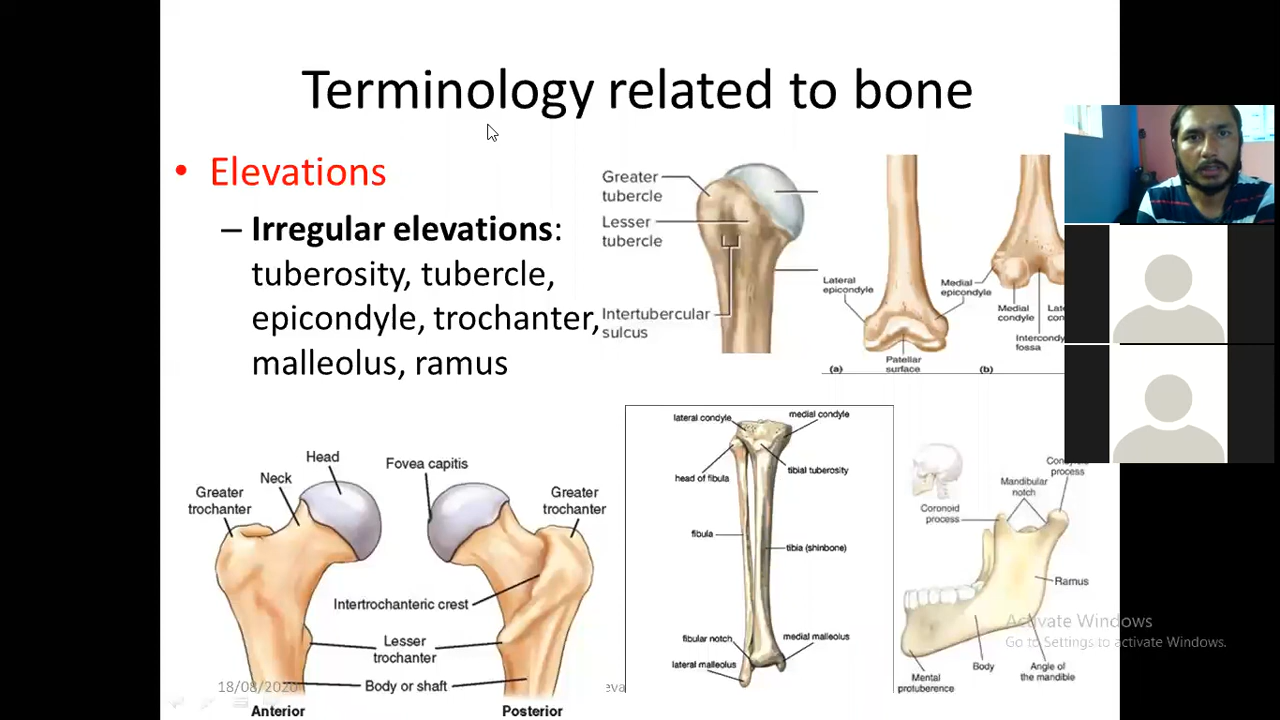 Terminology related to bone
• Elevations
– Irregular elevations:
tuberosity, tubercle,
epicondyle, trochanter,
malleolus, ramus
Greater
tubercle
Lesser
tubercle
Intertubercular
sulcus
Lateral
epicondyle
Medial
epicondyle
Medial
condyle
Patellar
surface
fossa
(a)
(b)
Head
Neck
Greater
trochanter
Fovea capitis
Greater
trochanter
Intertrochanteric crest
Lesser
trochanter
Body or shaft
Anterior
Posterior
18/08/2020
lateral condyle
medial condyle
head of fibula
tibial tuberosity
fibula
tibia (shinbone)
fibular notch
medial malleolus
lateral malleolus
process
Mandibular
notch
Coronoid
process
Ramus
Body
Mental
protuberence
Angle of
the mandible
Activate Windows
Go to Settings to activate Windows.